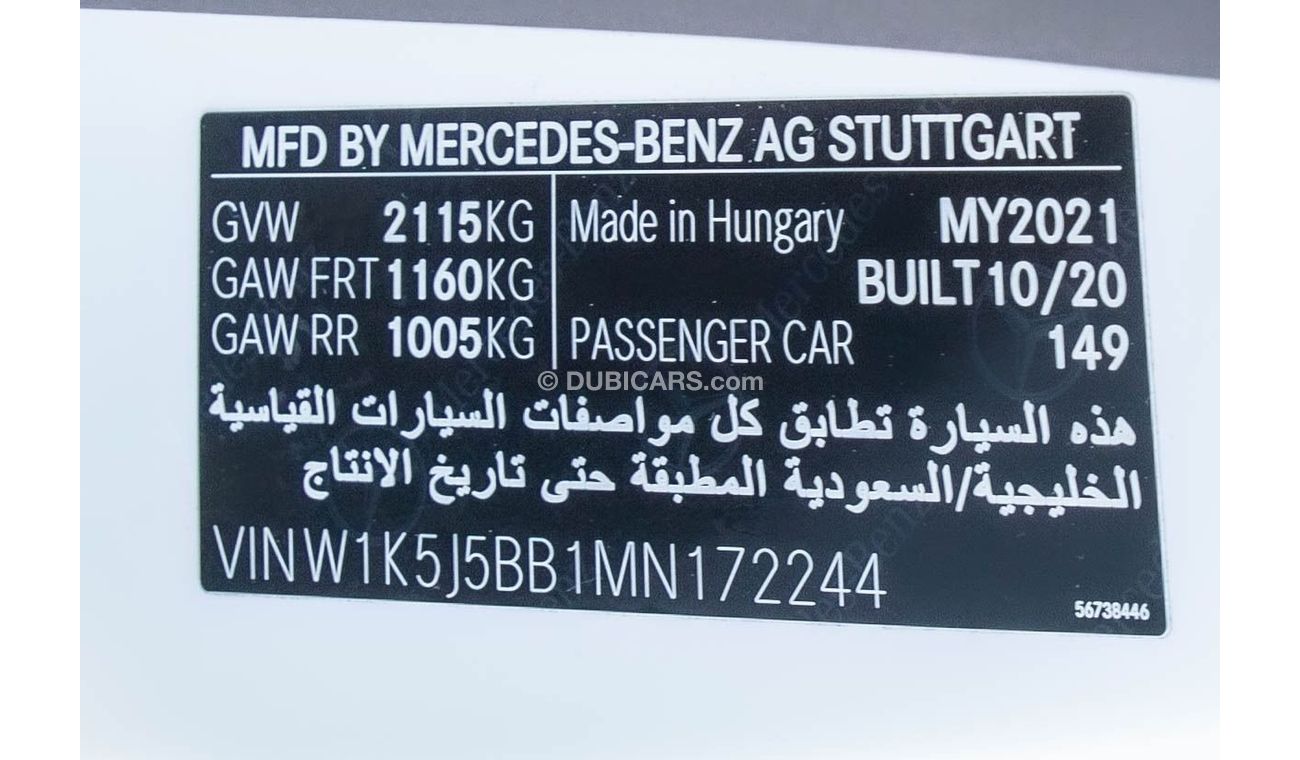 MFD BY MERCEDES-BENZ AG STUTTGART
GVW 2115KG Made in Hungary MY2021
GAW FRT 1160KG BUILT 10/20
GAW RR 1005KG PASSENGER CAR 149
© DUBICARS.com
هذه السيارة تطابق كل مواصفات السيارات القياسية
الخليجية/السعودية المطبقة حتى تاريخ الانتاج
VIN W1K5J5BB1MN172244
56738446